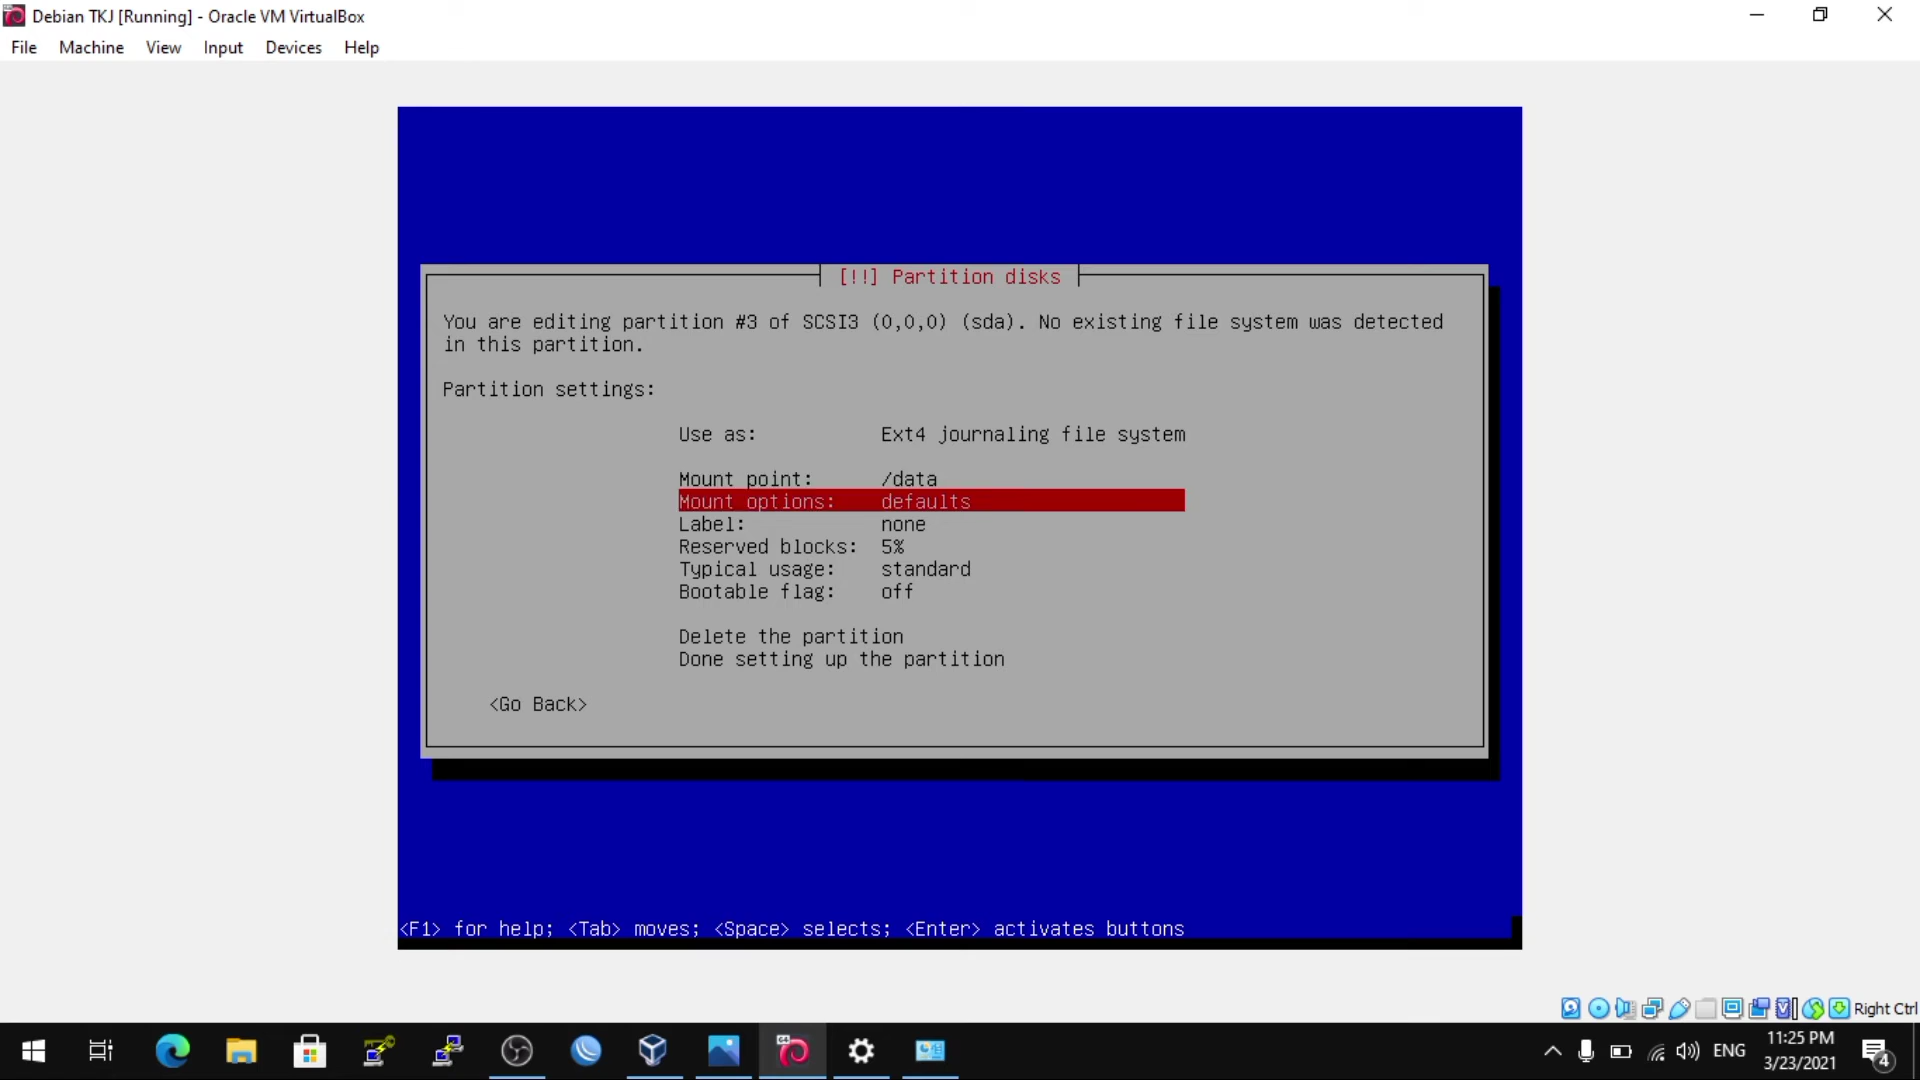 Debian TKJ [Running] - Oracle VM VirtualBox
File Machine View Input Devices Help
[!!] Partition disks
You are editing partition #3 of SCSI3 (0,0,0) (sda). No existing file system was detected
in this partition.
Partition settings:
Use as: Ext4 journaling file system
Mount point: /data
Mount options: defaults
Label: none
Reserved blocks: 5%
Typical usage: standard
Bootable flag: off
Delete the partition
Done setting up the partition
<Go Back>
<F1> for help; <Tab> moves; <Space> selects; <Enter> activates buttons
Right Ctrl
64
ENG
11:25 PM
3/23/2021
4